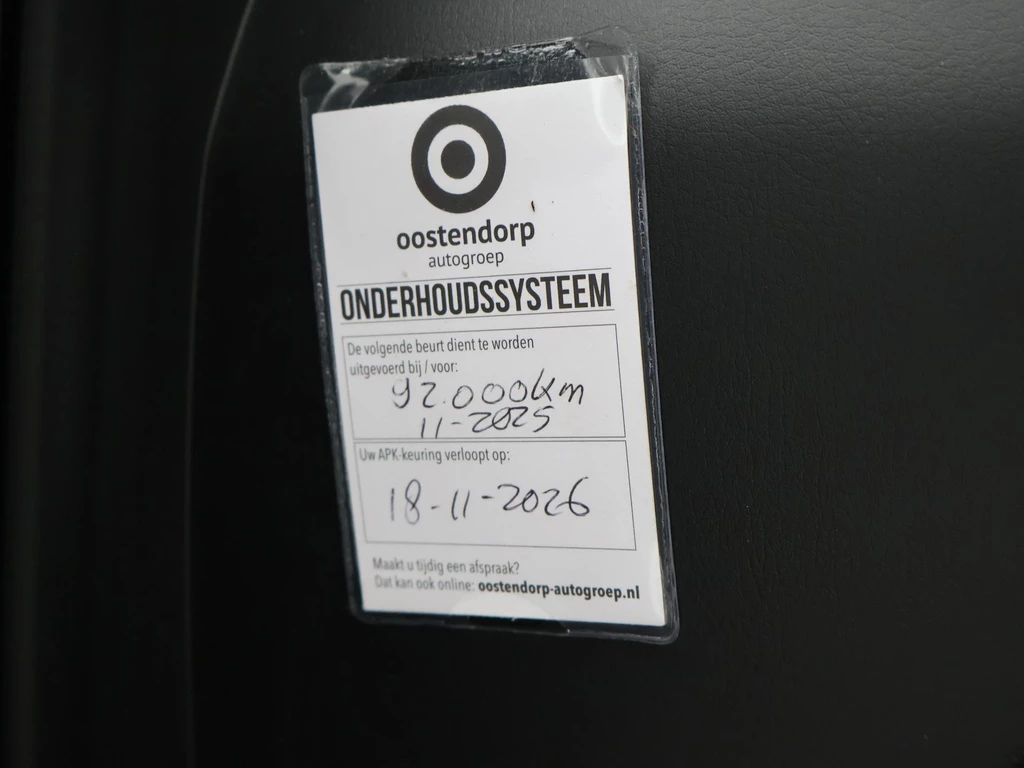 oostendorp
autogroep
ONDERHOUDSSYSTEEM
De volgende beurt dient te worden
uitgevoerd bij / voor:
92.000km
11-2025
Uw APK-keuring verloopt op:
18-11-2026
Maakt u tijdig een afspraak?
Dat kan ook online: oostendorp-autogroep.nl